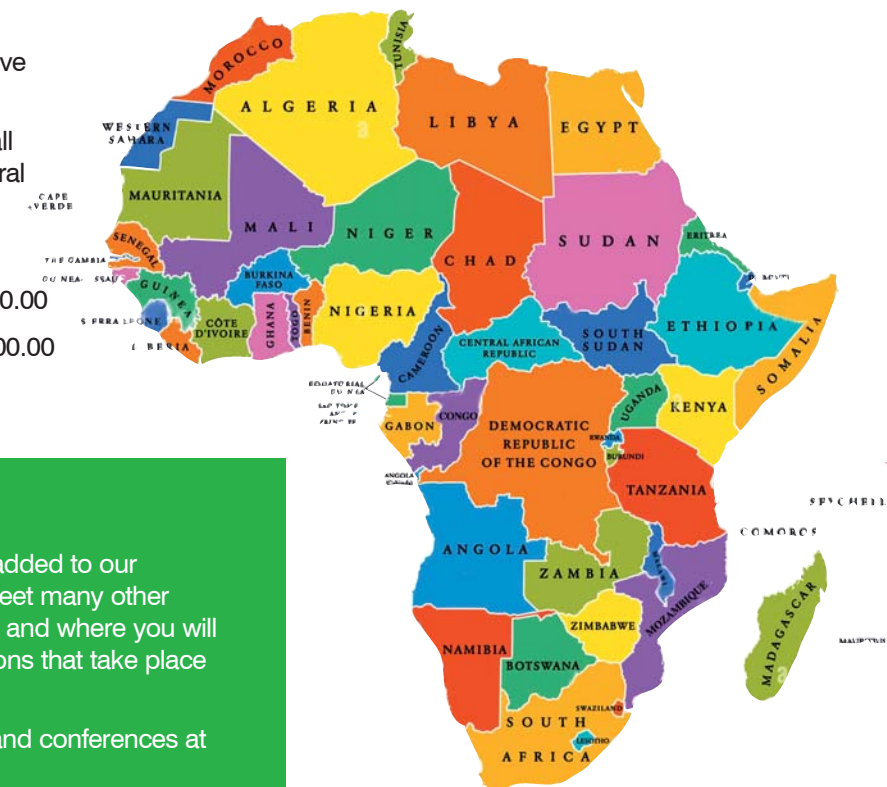 ve
all
ral
0.00
00.00
added to our
eet many other
and where you will
ons that take place
and conferences at
MOROCCO
TUNISIA
ALGERIA
LIBYA
EGYPT
WESTERN
SAHARA
CAPE
VERDE
MAURITANIA
MALI
NIGER
CHAD
SUDAN
ERITREA
SENEGAL
THE GAMBIA
GUINEA
BURKINA
FASO
NIGERIA
CÔTE
D'IVOIRE
GHANA
TOGO
BENIN
CAMEROON
CENTRAL AFRICAN
REPUBLIC
SOUTH
SUDAN
ETHIOPIA
SOMALIA
UGANDA
KENYA
GABON
CONGO
DEMOCRATIC
REPUBLIC
OF THE CONGO
RWANDA
BURUNDI
TANZANIA
ANGOLA
COMOROS
ANGOLA
ZAMBIA
MOZAMBIQUE
MADAGASCAR
ZIMBABWE
NAMIBIA
BOTSWANA
SWAZILAND
SOUTH
AFRICA
LESOTHO